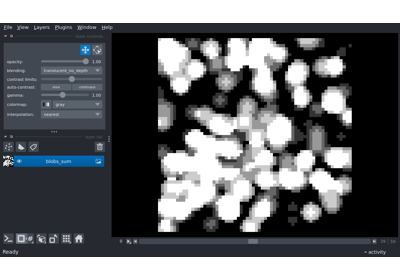 File View Layers Plugins Window Help
opacity: 1.00
blending: translucent_no_depth
contrast limits:
auto-contrast: once continuous
gamma: 1.00
colormap: gray
interpolation: nearest
blobs_sum
Ready activity